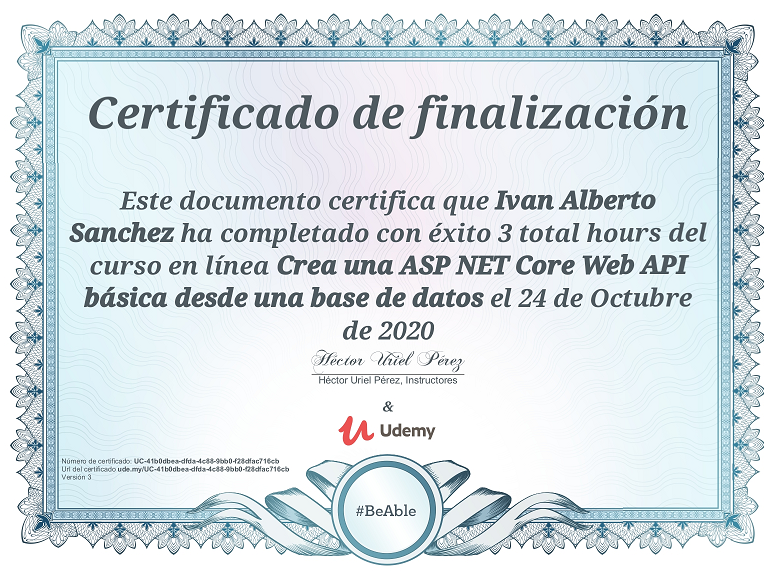 Certificado de finalización
Este documento certifica que Ivan Alberto
Sanchez ha completado con éxito 3 total hours del
curso en línea Crea una ASP NET Core Web API
básica desde una base de datos el 24 de Octubre
de 2020
Héctor Uriel Pérez
Héctor Uriel Pérez, Instructores
&
Udemy
Número de certificado: UC-41b0dbea-dfda-4c88-9bb0-f28dfac716cb
Url del certificado ude.my/UC-41b0dbea-dfda-4c88-9bb0-f28dfac716cb
Versión 3
#BeAble